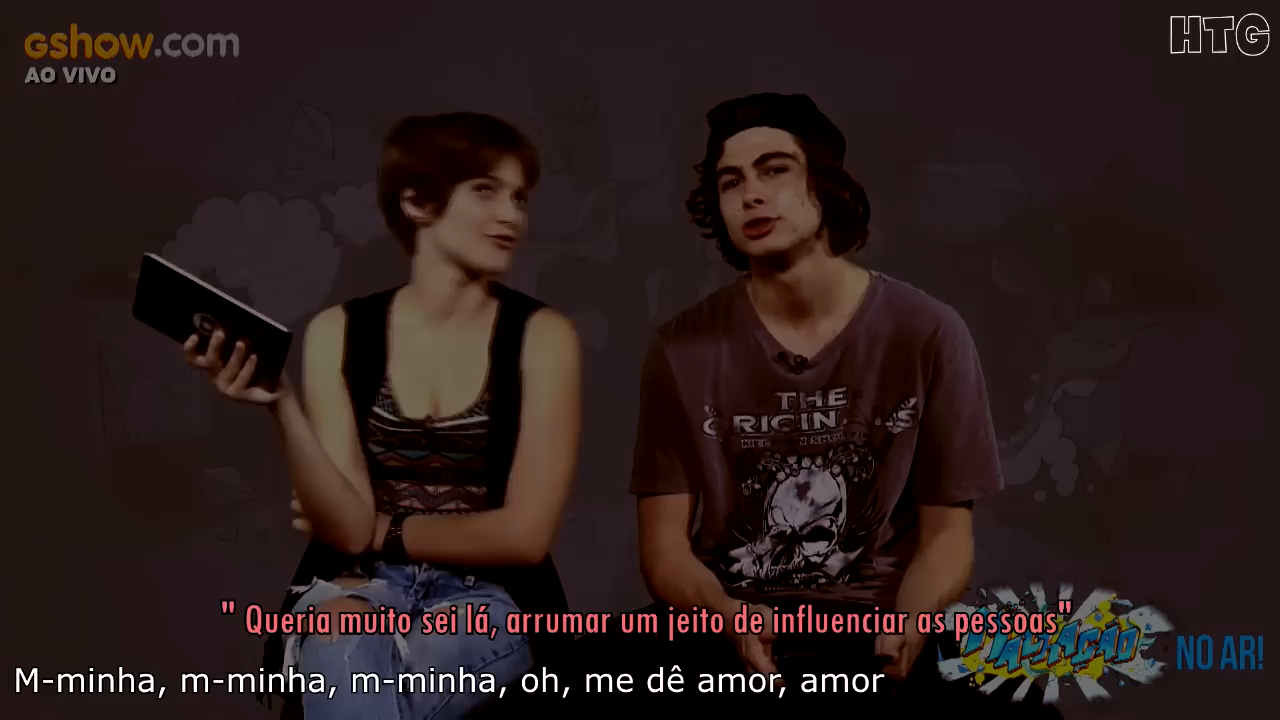 gshow.com
AO VIVO
HTG
THE
" Queria muito sei lá, arrumar um jeito de influenciar as pessoas"
MALHAÇÃO
NO AR!
M-minha, m-minha, m-minha, oh, me dê amor, amor